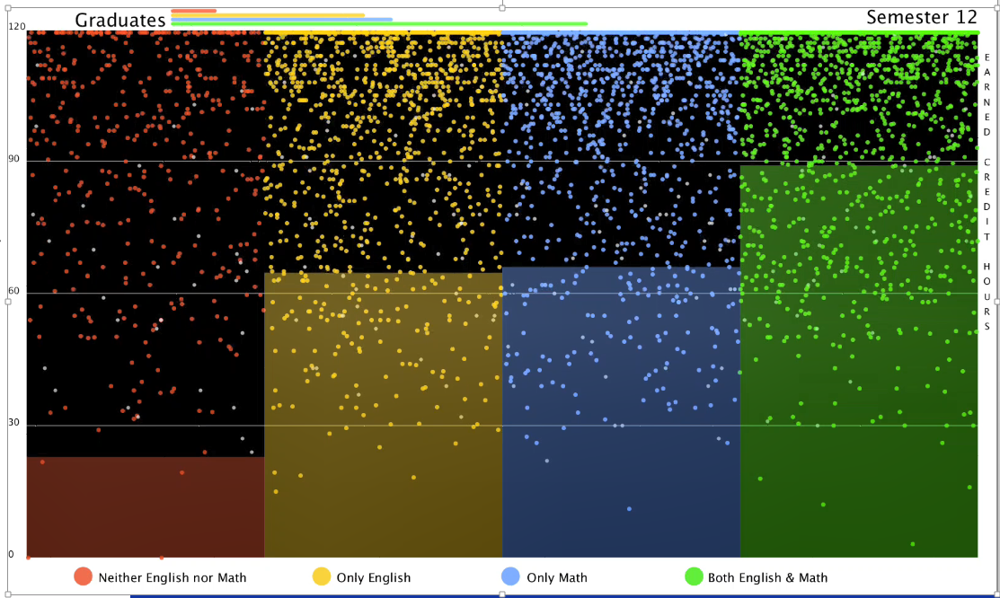 Graduates
Semester 12
120
90
60
30
0
EARNED CREDIT HOURS
Neither English nor Math
Only English
Only Math
Both English & Math